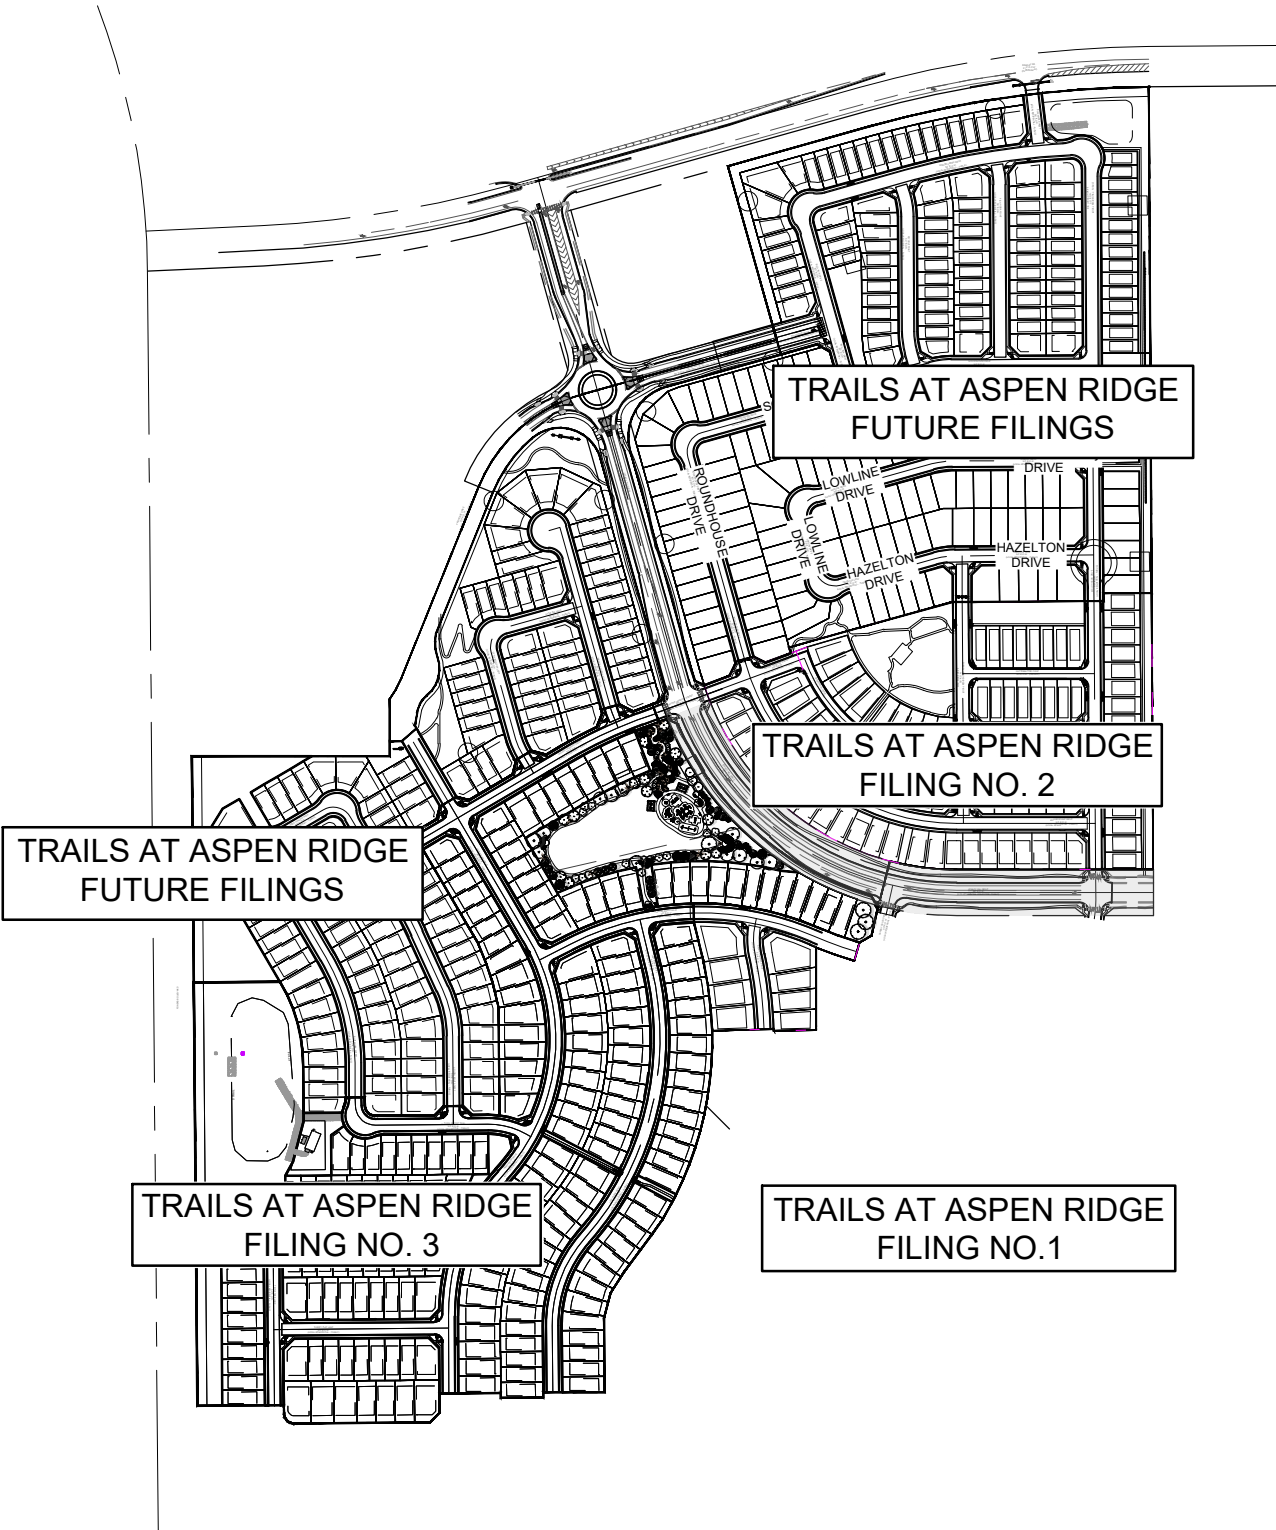 TRAILS AT ASPEN RIDGE
FUTURE FILINGS
DRIVE
LOWLINE
DRIVE
ROUNDHOUSE
DRIVE
LOWLINE
DRIVE
HAZELTON
DRIVE
HAZELTON
DRIVE
TRAILS AT ASPEN RIDGE
FILING NO. 2
TRAILS AT ASPEN RIDGE
FUTURE FILINGS
TRAILS AT ASPEN RIDGE
FILING NO. 3
TRAILS AT ASPEN RIDGE
FILING NO.1